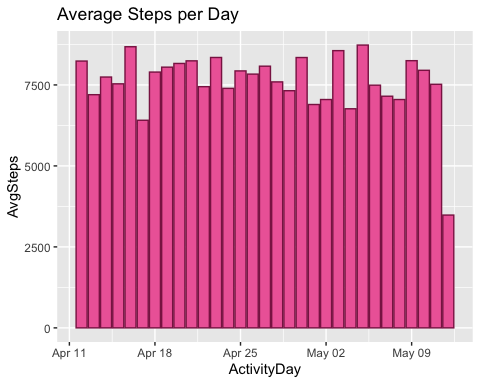 Average Steps per Day
AvgSteps
7500
5000
2500
0
Apr 11 Apr 18 Apr 25 May 02 May 09
ActivityDay